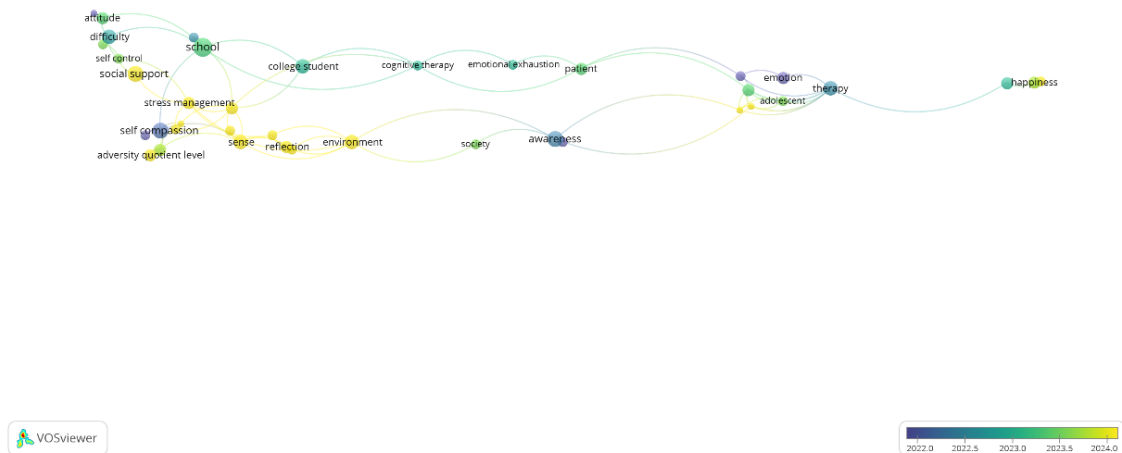 attitude
difficulty
school
self control
social support
college student
cognitive therapy
emotional exhaustion
patient
emotion
therapy
happiness
adolescent
stress management
self compassion
sense
reflection
environment
society
awareness
adversity quotient level
VOSviewer
2022.0 2022.5 2023.0 2023.5 2024.0